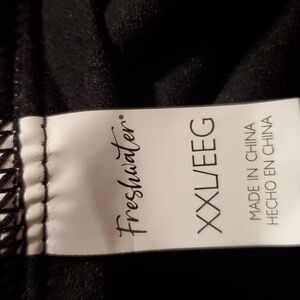 Freshwater®
XXL/EEG
MADE IN CHINA
HECHO EN CHINA